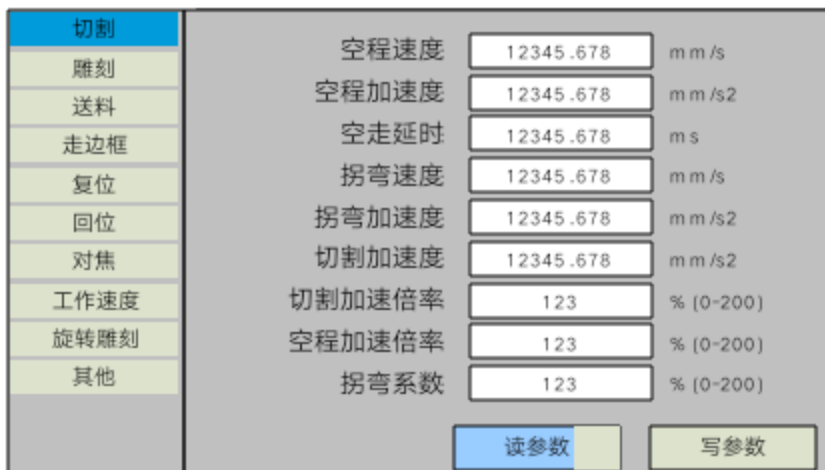 切割
雕刻
送料
走边框
复位
回位
对焦
工作速度
旋转雕刻
其他
空程速度 12345.678 mm/s
空程加速度 12345.678 mm/s2
空走延时 12345.678 ms
拐弯速度 12345.678 mm/s
拐弯加速度 12345.678 mm/s2
切割加速度 12345.678 mm/s2
切割加速倍率 123 % (0-200)
空程加速倍率 123 % (0-200)
拐弯系数 123 % (0-200)
读参数 写参数